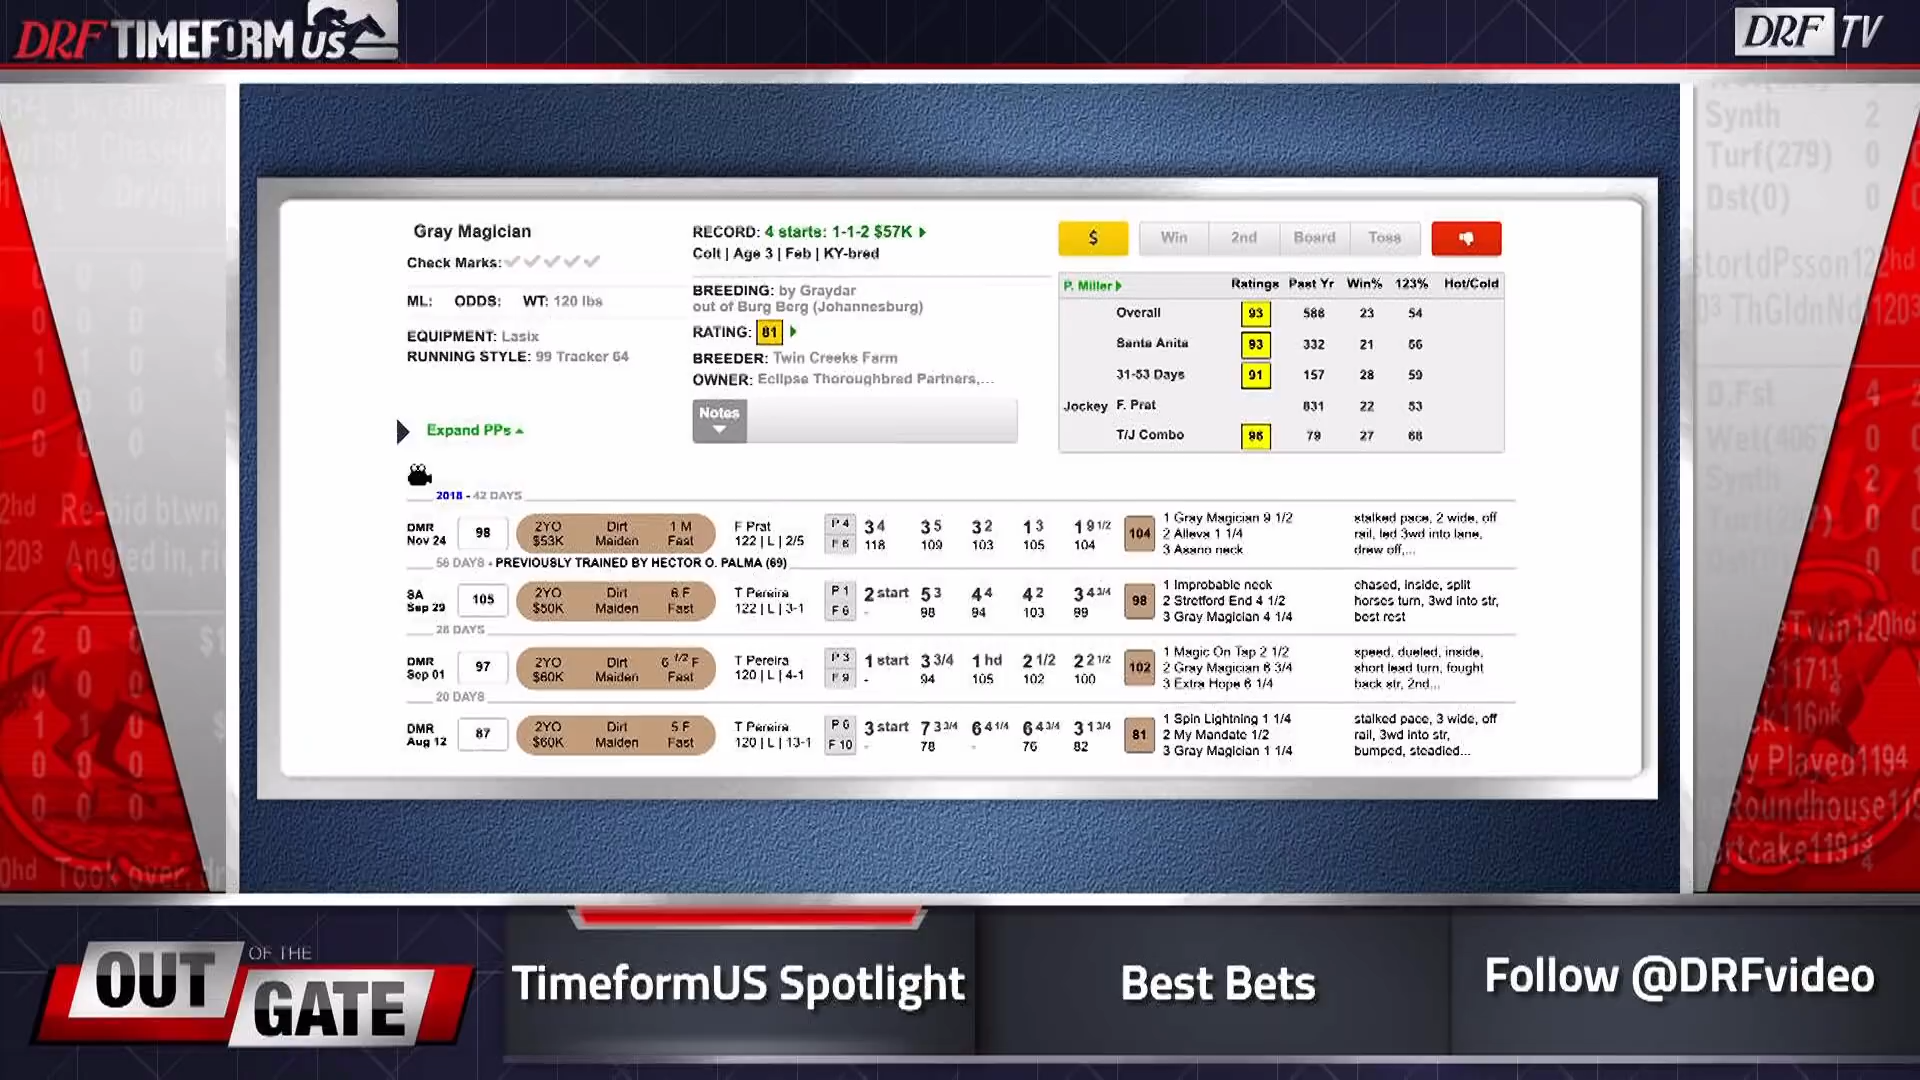 DRF TIMEFORM US
DRF TV
Gray Magician
Check Marks:
ML: ODDS: WT: 120 lbs
EQUIPMENT: Lasix
RUNNING STYLE: 99 Tracker 64
Expand PPs
RECORD: 4 starts: 1-1-2 $57K
Colt | Age 3 | Feb | KY-bred
BREEDING: by Graydar
out of Burg Berg (Johannesburg)
RATING: 81
BREEDER: Twin Creeks Farm
OWNER: Eclipse Thoroughbred Partners,...
Notes
$ Win 2nd Board Toss
P. Miller Ratings Past Yr Win% 123% Hot/Cold
Overall 93 586 23 54
Santa Anita 93 332 21 56
31-53 Days 91 157 28 59
Jockey F. Prat 831 22 53
T/J Combo 96 79 27 68
2018 - 42 DAYS
DMR 2YO Dirt 1 M F Prat P 4 3 4 3 5 3 2 1 3 1 9 1/2 1 Gray Magician 9 1/2 stalked pace, 2 wide, off
Nov 24 98 $53K Maiden Fast 122 | L | 2/5 F 6 118 109 103 105 104 104 2 Alleva 1 1/4 rail, led 3wd into lane,
3 Asano neck drew off,...
56 DAYS - PREVIOUSLY TRAINED BY HECTOR O. PALMA (69)
SA 2YO Dirt 6 F T Pereira P 1 2 start 5 3 4 4 4 2 3 4 3/4 1 Improbable neck chased, inside, split
Sep 29 105 $50K Maiden Fast 122 | L | 3-1 F 6 - 98 94 103 99 98 2 Stretford End 4 1/2 horses turn, 3wd into str,
3 Gray Magician 4 1/4 best rest
28 DAYS
DMR 2YO Dirt 6 1/2 F T Pereira P 3 1 start 3 3/4 1 hd 2 1/2 2 2 1/2 1 Magic On Tap 2 1/2 speed, dueled, inside,
Sep 01 97 $60K Maiden Fast 120 | L | 4-1 F 9 - 94 105 102 100 102 2 Gray Magician 6 3/4 short lead turn, fought
3 Extra Hope 6 1/4 back str, 2nd...
20 DAYS
DMR 2YO Dirt 5 F T Pereira P 6 3 start 7 3 3/4 6 4 1/4 6 4 3/4 3 1 3/4 1 Spin Lightning 1 1/4 stalked pace, 3 wide, off
Aug 12 87 $60K Maiden Fast 120 | L | 13-1 F 10 - 78 - 76 82 81 2 My Mandate 1/2 rail, 3wd into str,
3 Gray Magician 1 1/4 bumped, steadied...
Synth 2
Turf(279) 0
Dst(0) 0
OUT OF THE GATE
TimeformUS Spotlight
Best Bets
Follow @DRFvideo